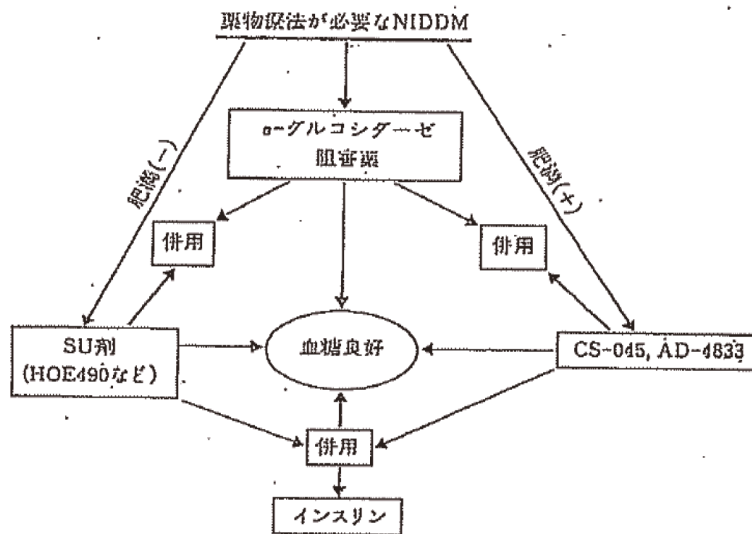 薬物療法が必要なNIDDM
α-グルコシダーゼ
阻害薬
肥満(-)
肥満(+)
併用
併用
SU剤
(HOE490など)
血糖良好
CS-045, AD-4833
併用
インスリン